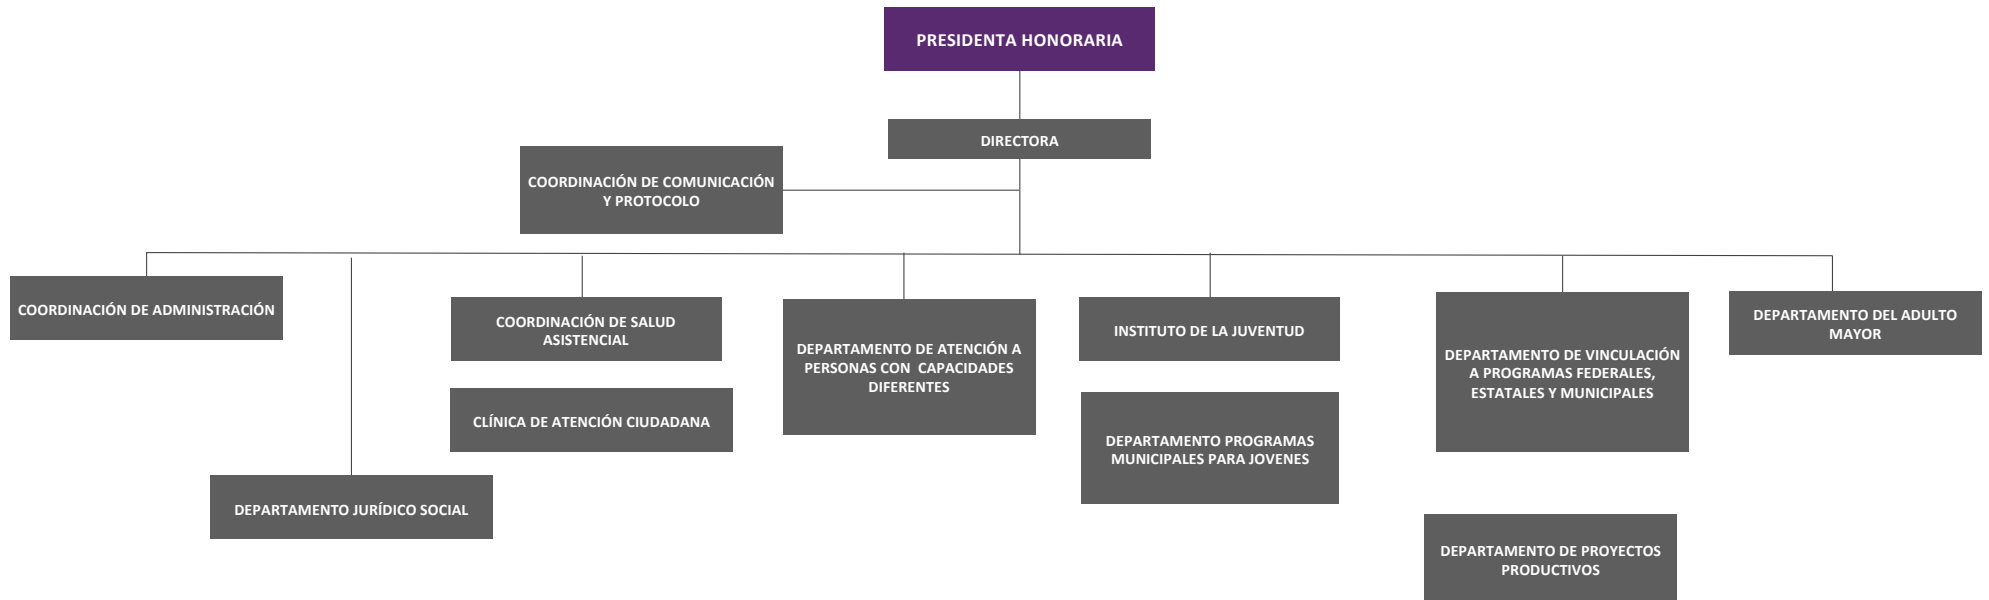 PRESIDENTA HONORARIA
DIRECTORA
COORDINACIÓN DE COMUNICACIÓN
Y PROTOCOLO
COORDINACIÓN DE ADMINISTRACIÓN
DEPARTAMENTO JURÍDICO SOCIAL
COORDINACIÓN DE SALUD
ASISTENCIAL
CLÍNICA DE ATENCIÓN CIUDADANA
DEPARTAMENTO DE ATENCIÓN A
PERSONAS CON CAPACIDADES
DIFERENTES
INSTITUTO DE LA JUVENTUD
DEPARTAMENTO PROGRAMAS
MUNICIPALES PARA JOVENES
DEPARTAMENTO DE VINCULACIÓN
A PROGRAMAS FEDERALES,
ESTATALES Y MUNICIPALES
DEPARTAMENTO DE PROYECTOS
PRODUCTIVOS
DEPARTAMENTO DEL ADULTO
MAYOR